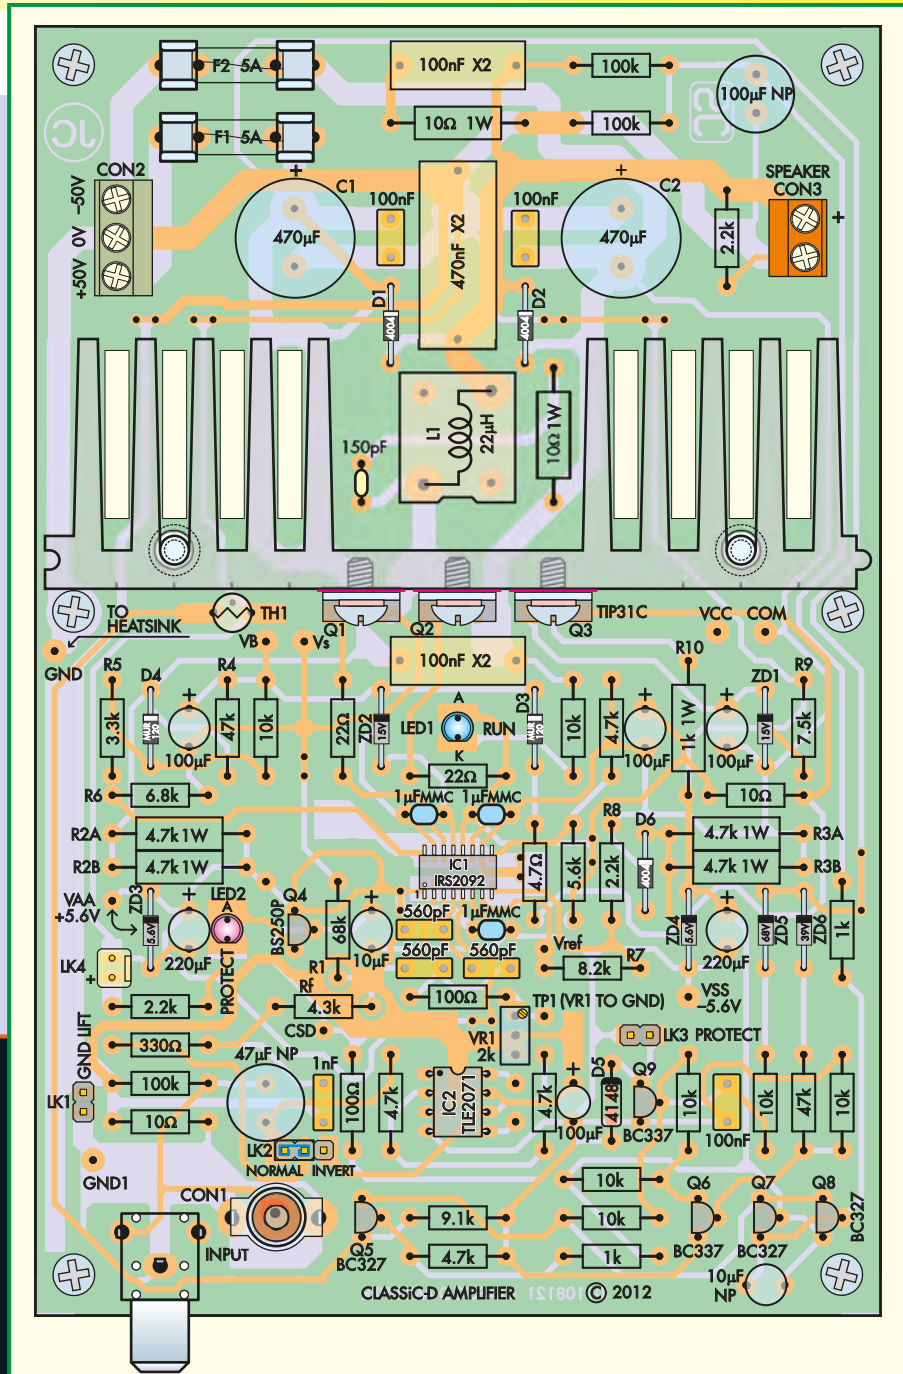 F2 5A
100nF X2
100k
100µF NP
JC
CC
F1 5A
10Ω 1W
100k
CON2
C1
100nF
100nF
C2
SPEAKER
CON3
−50V
0V
+50V
+
470µF
470nF X2
+
470µF
2.2k
+
D1
4004
D2
4004
150pF
L1
22µH
10Ω 1W
TO
HEATSINK
TH1
Q1
Q2
Q3
TIP31C
VCC
COM
GND
VB
Vs
100nF X2
R10
R5
D4
R4
D3
ZD1
R9
3.3k
MUR
120
+
100µF
47k
10k
22Ω
ZD2
15V
A
LED1
RUN
K
MUR
120
10k
4.7k
+
100µF
1k 1W
+
100µF
15V
7.5k
22Ω
R6
6.8k
10Ω
1µFMMC
1µFMMC
R2A
4.7k 1W
R8
D6
4.7k 1W
R3A
R2B
4.7k 1W
IC1
IRS2092
4.7Ω
5.6k
2.2k
4004
4.7k 1W
R3B
1
VAA
+5.6V
ZD3
5.6V
+
220µF
LED2
A
PROTECT
Q4
BS250P
68k
R1
+
10µF
560pF
1µFMMC
560pF
560pF
Vref
8.2k
R7
ZD4
5.6V
+
220µF
68V
ZD5
39V
ZD6
1k
LK4
+
VSS
−5.6V
2.2k
Rf
4.3k
100Ω
TP1 (VR1 TO GND)
CSD
VR1
2k
LK3 PROTECT
GND LIFT
330Ω
47µF NP
1nF
100k
100Ω
4.7k
IC2
TLE2071
4.7k
+
100µF
D5
4148
Q9
BC337
10k
100nF
10k
47k
10k
LK1
10Ω
LK2
NORMAL
INVERT
GND1
CON1
INPUT
10k
Q6
Q7
Q8
9.1k
10k
BC327
Q5
BC327
4.7k
1k
BC337
BC327
10µF
NP
CLASSiC-D AMPLIFIER
108121
© 2012